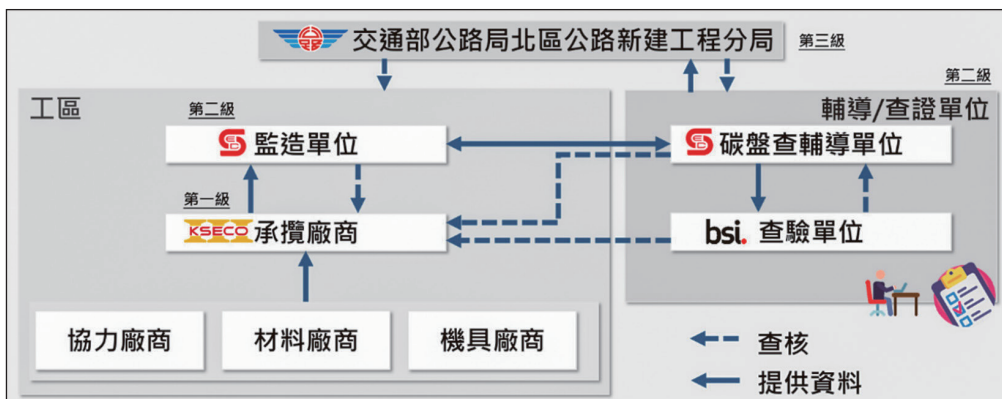 交通部公路局北區公路新建工程分局
第三級
工區
第二級
監造單位
第一級
KSECO 承攬廠商
協力廠商
材料廠商
機具廠商
第二級
輔導/查證單位
碳盤查輔導單位
bsi. 查驗單位
查核
提供資料